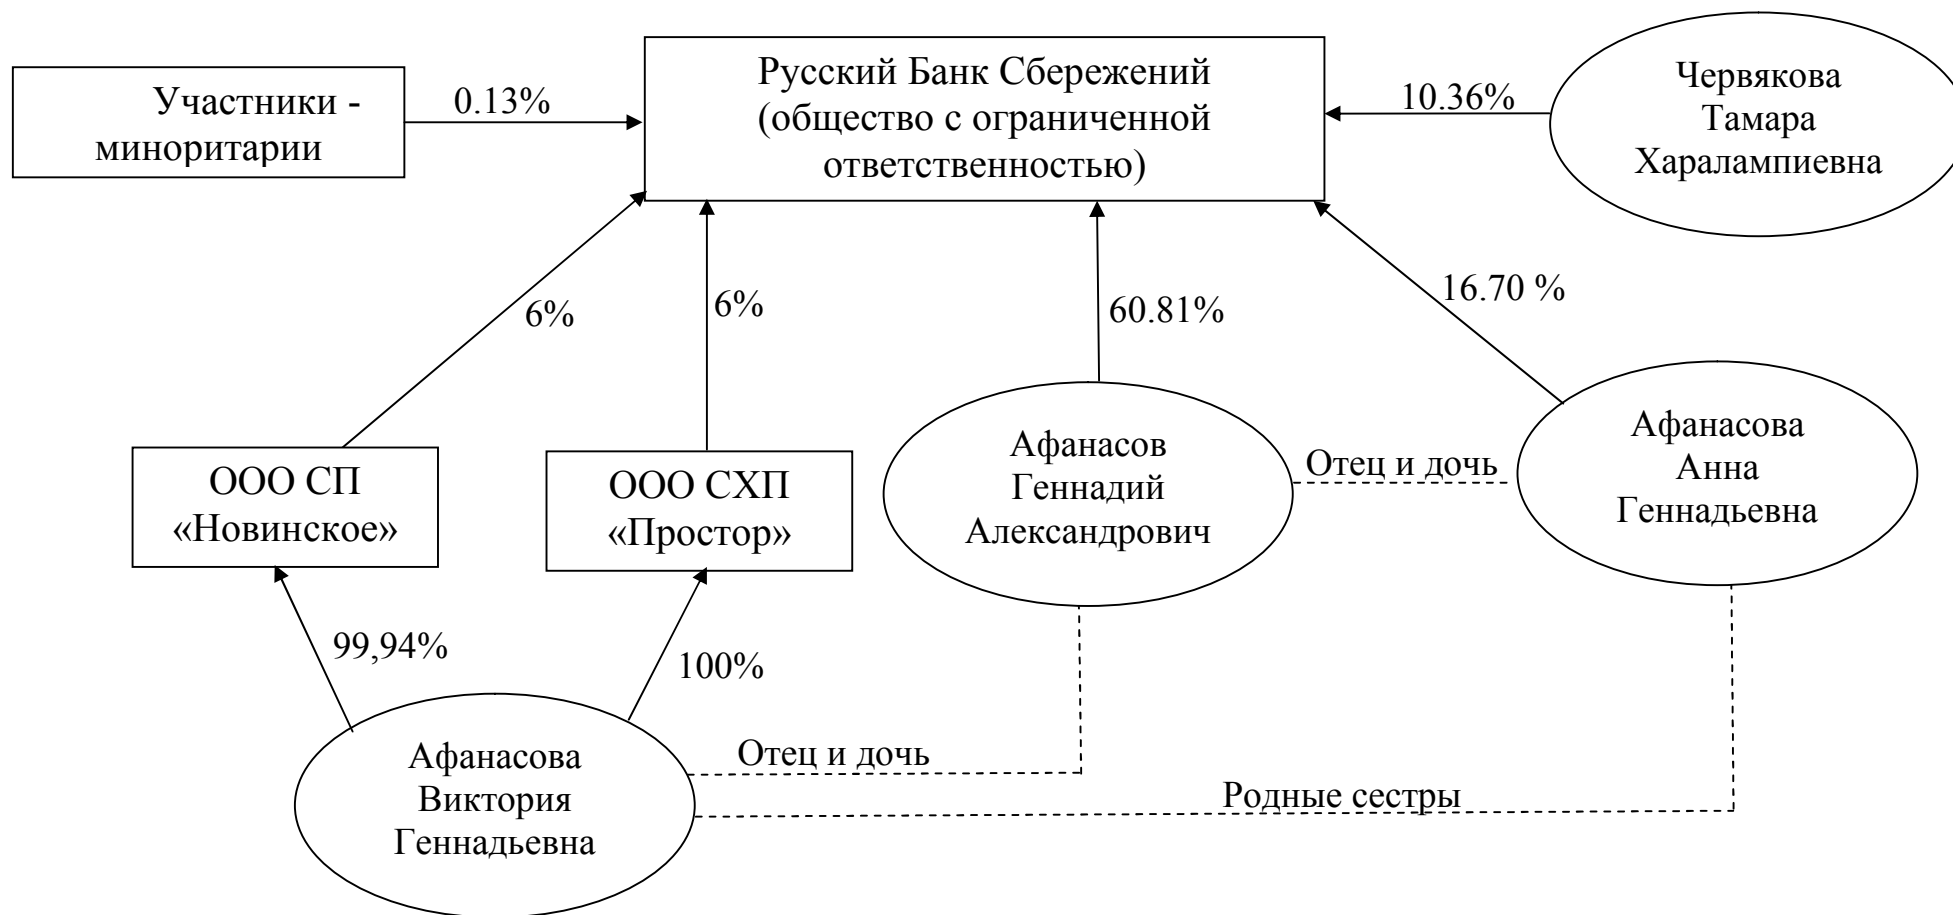 Участники -
миноритарии
0.13%
Русский Банк Сбережений
(общество с ограниченной
ответственностью)
10.36%
Червякова
Тамара
Харалампиевна
6%
6%
60.81%
16.70 %
ООО СП
«Новинское»
ООО СХП
«Простор»
Афанасов
Геннадий
Александрович
Отец и дочь
Афанасова
Анна
Геннадьевна
99,94%
100%
Афанасова
Виктория
Геннадьевна
Отец и дочь
Родные сестры